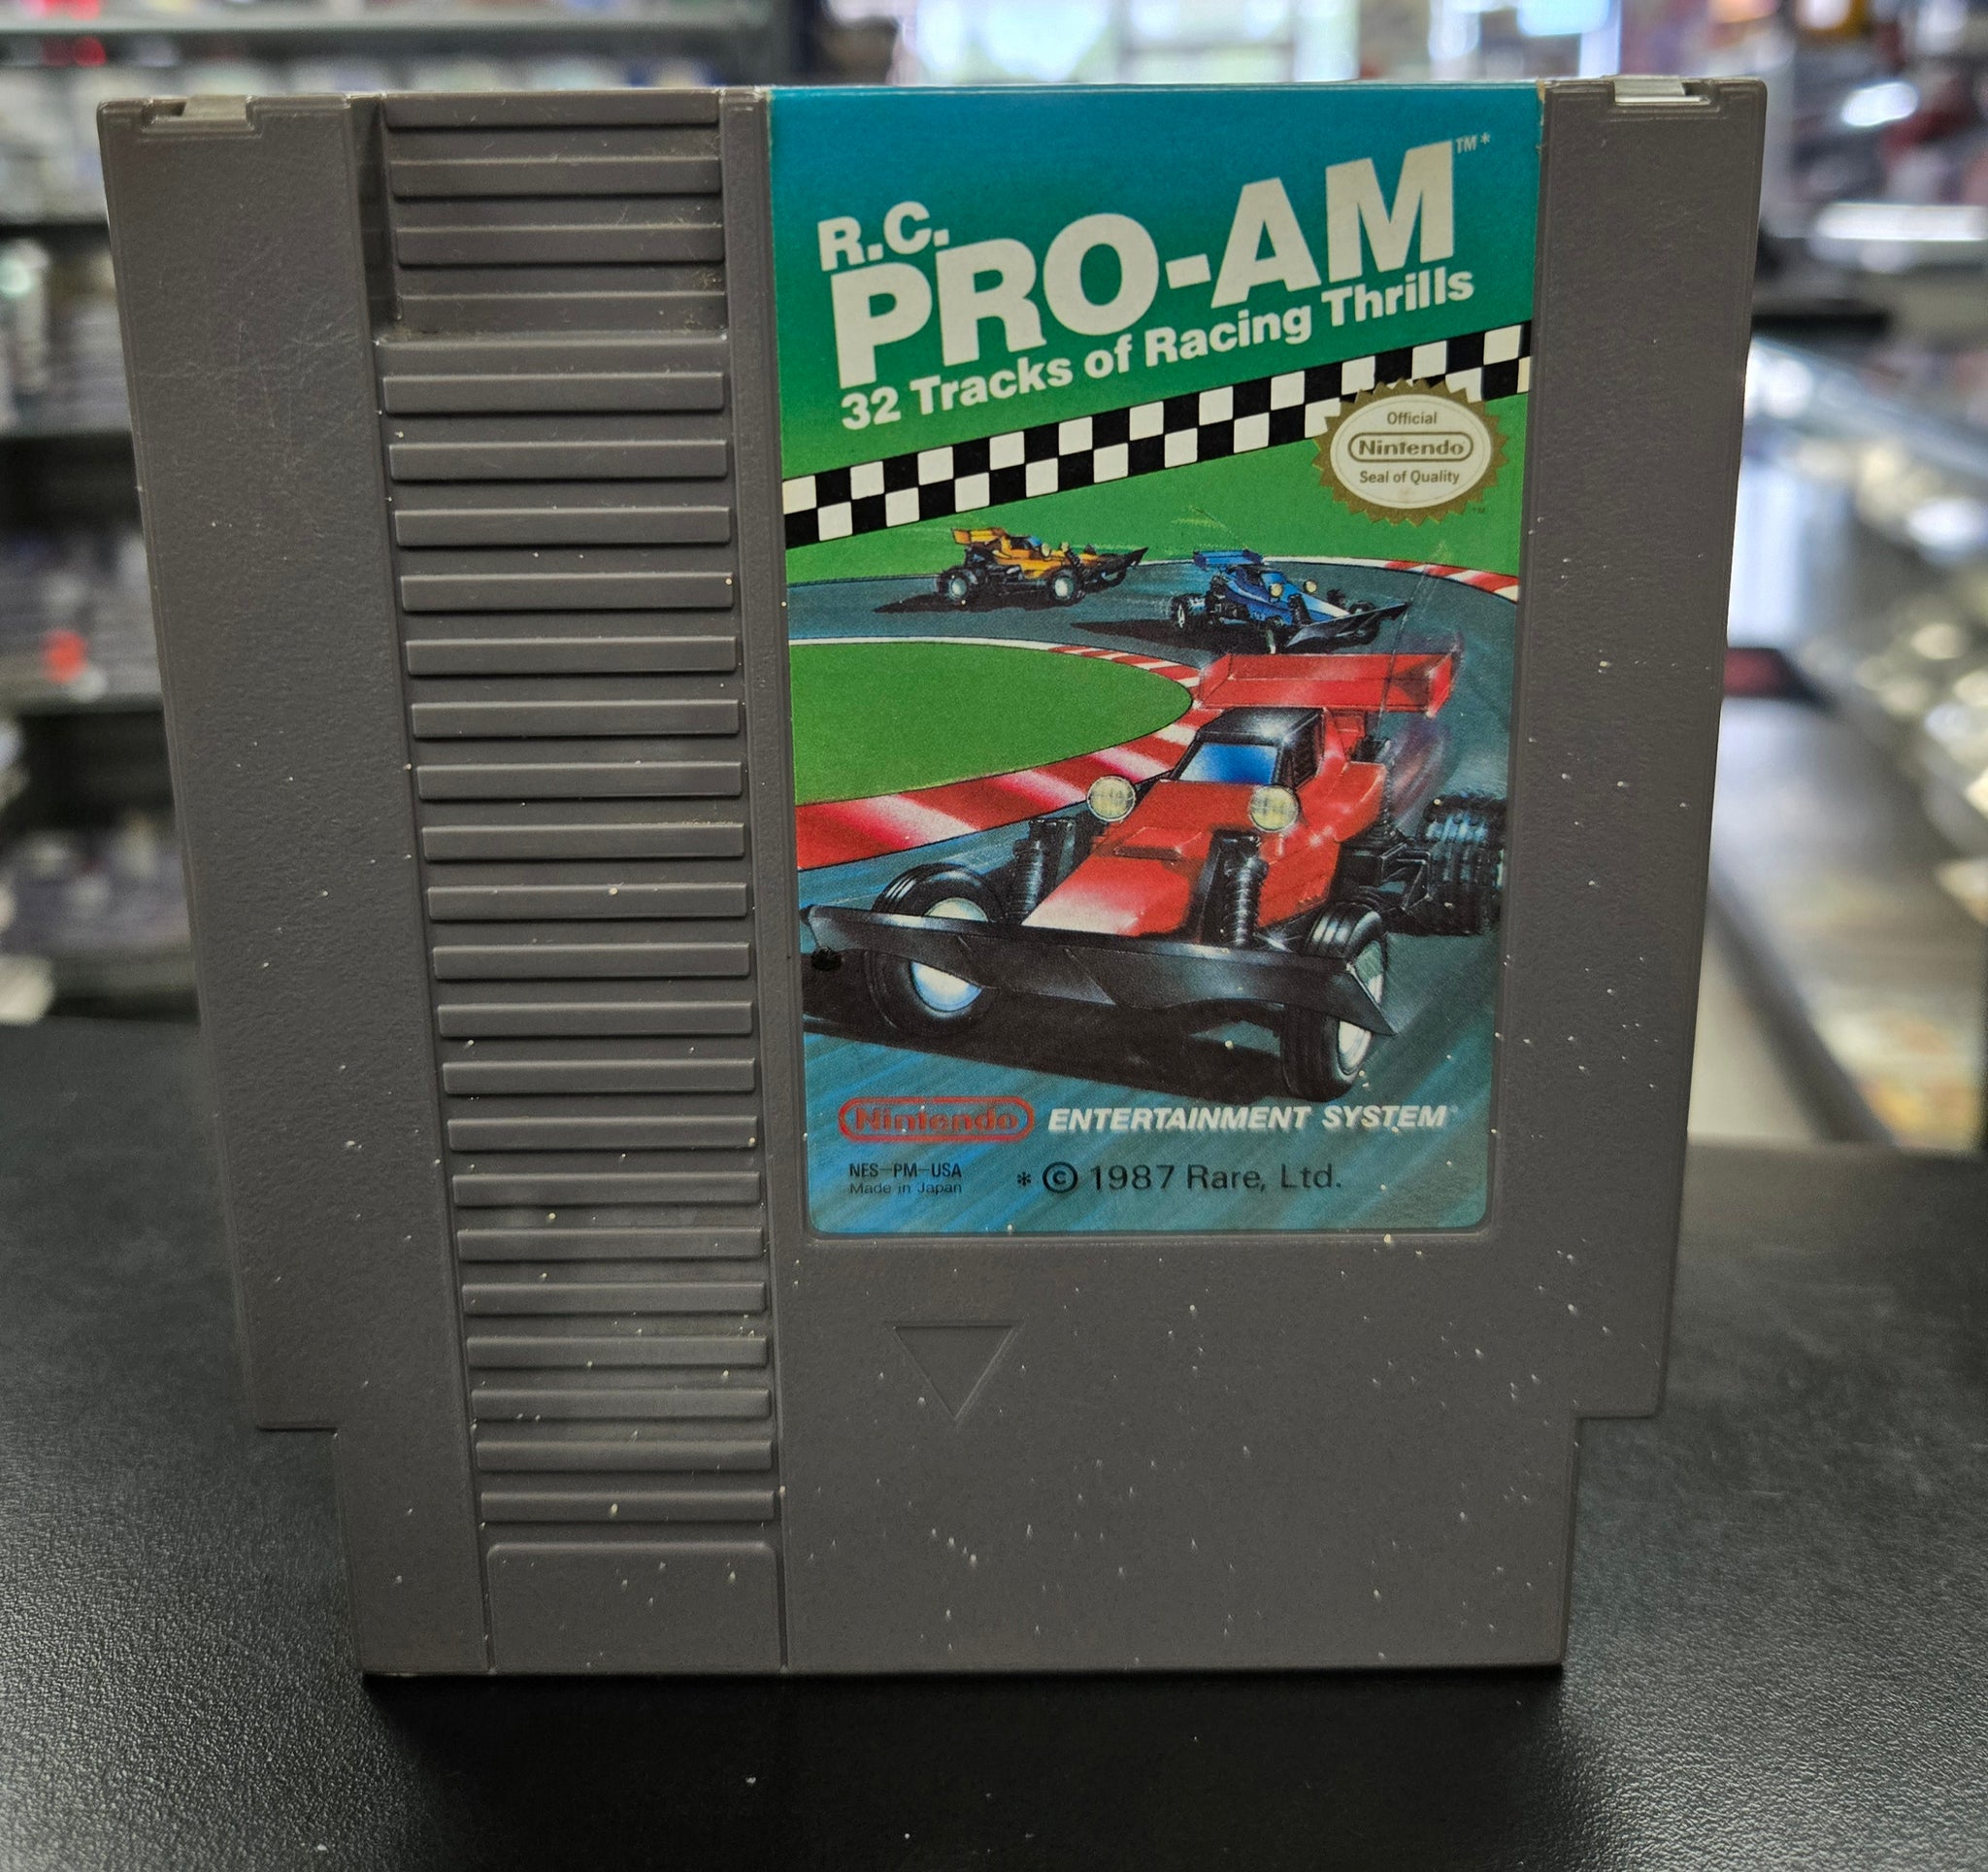 R.C.
PRO-AM™*
32 Tracks of Racing Thrills
Official
Nintendo
Seal of Quality
™
Nintendo ENTERTAINMENT SYSTEM
NES-PM-USA
Made in Japan
* © 1987 Rare, Ltd.